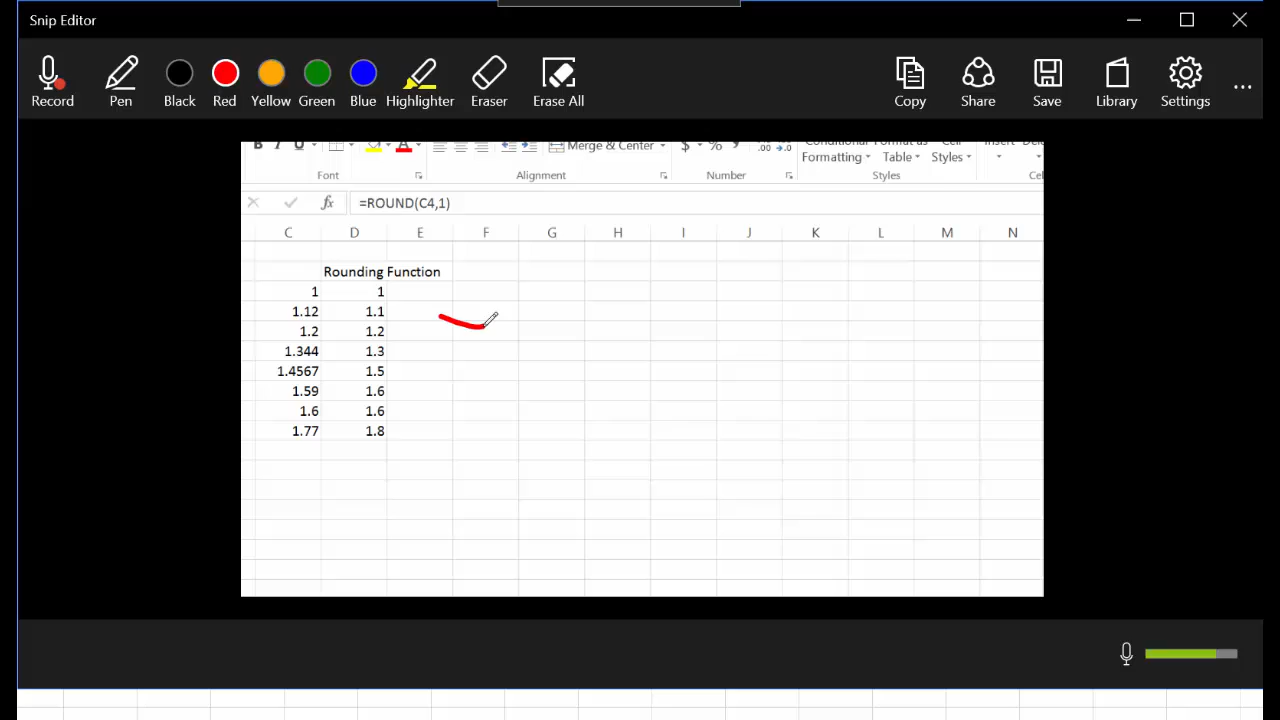 Snip Editor
Record Pen Black Red Yellow Green Blue Highlighter Eraser Erase All Copy Share Save Library Settings ...
B I U A Merge & Center $ % , .00 →.0
Formatting Table Styles
Font Alignment Number Styles
fx =ROUND(C4,1)
C D E F G H I J K L M N
Rounding Function
1 1
1.12 1.1
1.2 1.2
1.344 1.3
1.4567 1.5
1.59 1.6
1.6 1.6
1.77 1.8